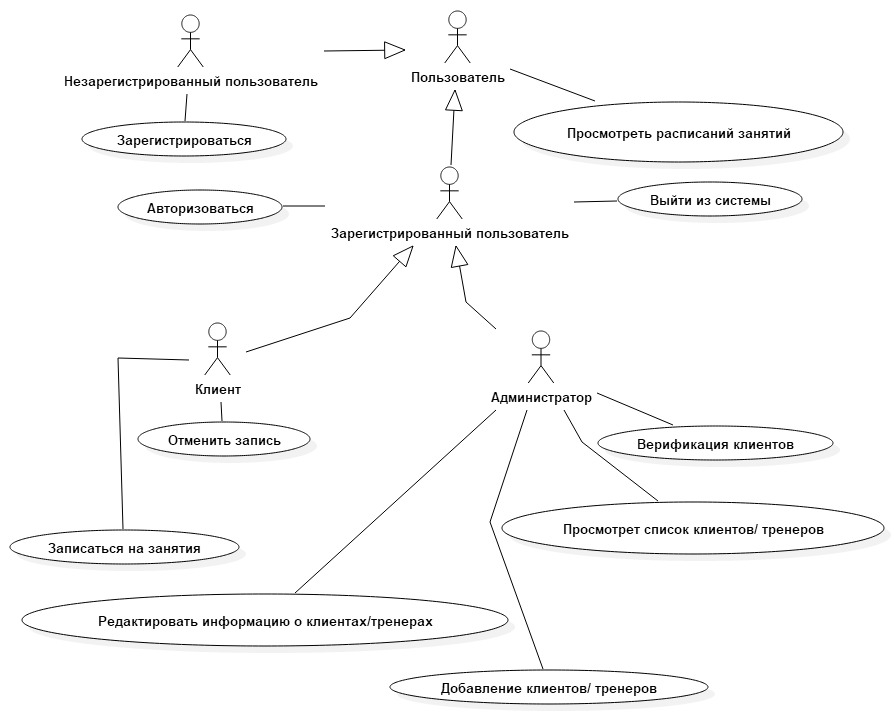 Незарегистрированный пользователь
Пользователь
Зарегистрироваться
Просмотреть расписаний занятий
Авторизоваться
Выйти из системы
Зарегистрированный пользователь
Клиент
Администратор
Отменить запись
Верификация клиентов
Просмотрет список клиентов/ тренеров
Записаться на занятия
Редактировать информацию о клиентах/тренерах
Добавление клиентов/ тренеров